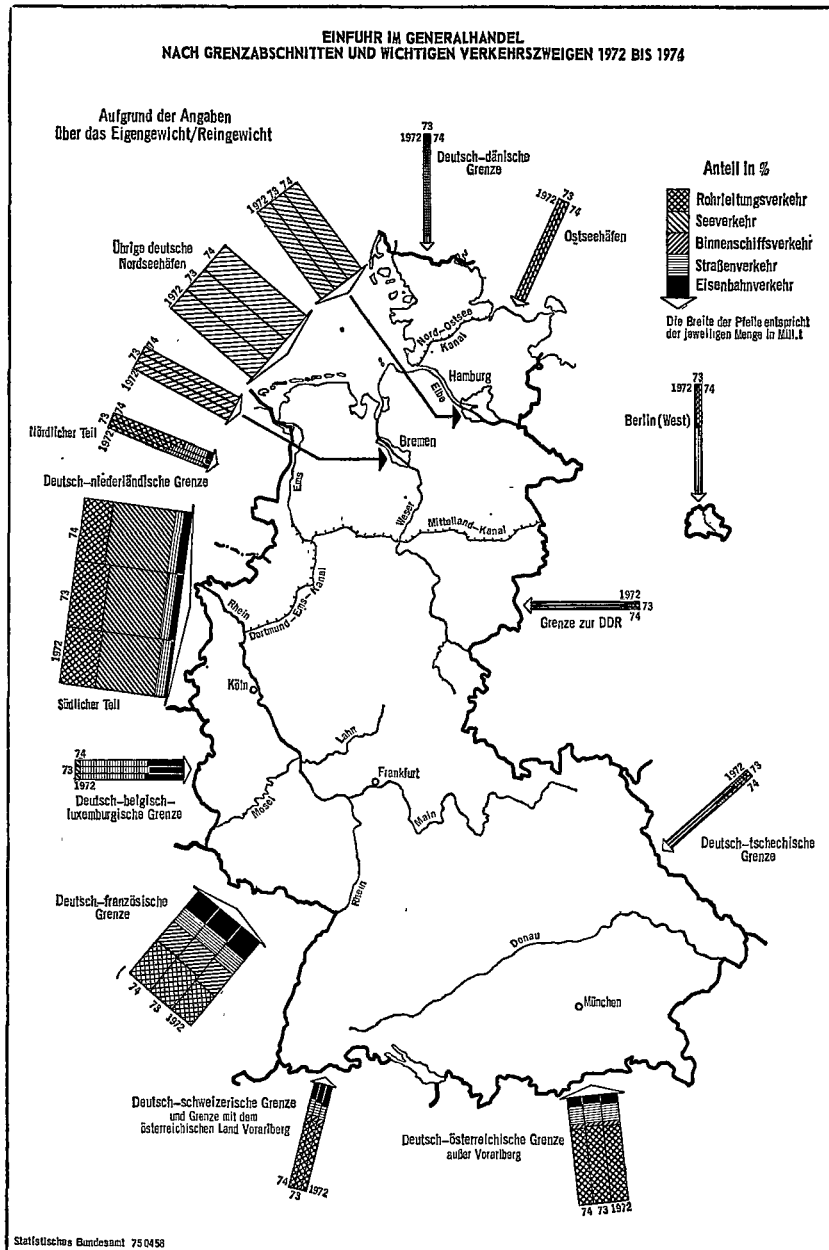 EINFUHR IM GENERALHANDEL
NACH GRENZABSCHNITTEN UND WICHTIGEN VERKEHRSZWEIGEN 1972 BIS 1974
Aufgrund der Angaben
über das Eigengewicht/Reingewicht
73
1972 74
Deutsch-dänische
Grenze
1972 73 74
Ostseehäfen
Anteil in %
Rohrleitungsverkehr
Seeverkehr
Binnenschiffsverkehr
Straßenverkehr
Eisenbahnverkehr
Die Breite der Pfeile entspricht
der jeweiligen Menge in Mill.t
1972 73 74
Übrige deutsche
Nordseehäfen
1972 73 74
Nord-Ostsee
Kanal
Hamburg
Elbe
1972 73 74
73
1972 74
Berlin (West)
Nördlicher Teil
1972 73 74
Bremen
Ems
Weser
Mittelland-Kanal
Deutsch-niederländische Grenze
74
73
1972
Südlicher Teil
Rhein
Dortmund-Ems-Kanal
1972
73
74
Grenze zur DDR
Köln
Lahn
Frankfurt
Mosel
Main
Rhein
74
73
1972
Deutsch-belgisch-
luxemburgische Grenze
1972 73 74
Deutsch-tschechische
Grenze
Deutsch-französische
Grenze
74 73 1972
Donau
München
Deutsch-schweizerische Grenze
und Grenze mit dem
österreichischen Land Vorarlberg
74 73 1972
Deutsch-österreichische Grenze
außer Vorarlberg
74 73 1972
Statistisches Bundesamt 750458